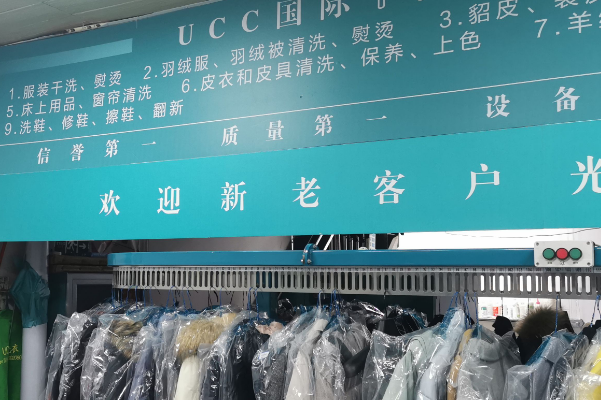 UCC国际
1.服装干洗、熨烫 2.羽绒服、羽绒被清洗、熨烫 3.貂皮、
5.床上用品、窗帘清洗 6.皮衣和皮具清洗、保养、上色 7.羊
9.洗鞋、修鞋、擦鞋、翻新
信誉第一 质量第一 设备
欢迎新老客户光